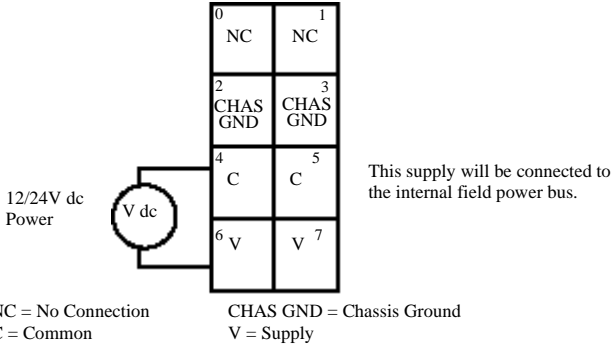 0 1
NC NC
2 3
CHAS CHAS
GND GND
4 5
C C
This supply will be connected to
the internal field power bus.
12/24V dc
Power
V dc
6 V V 7
NC = No Connection CHAS GND = Chassis Ground
C = Common V = Supply